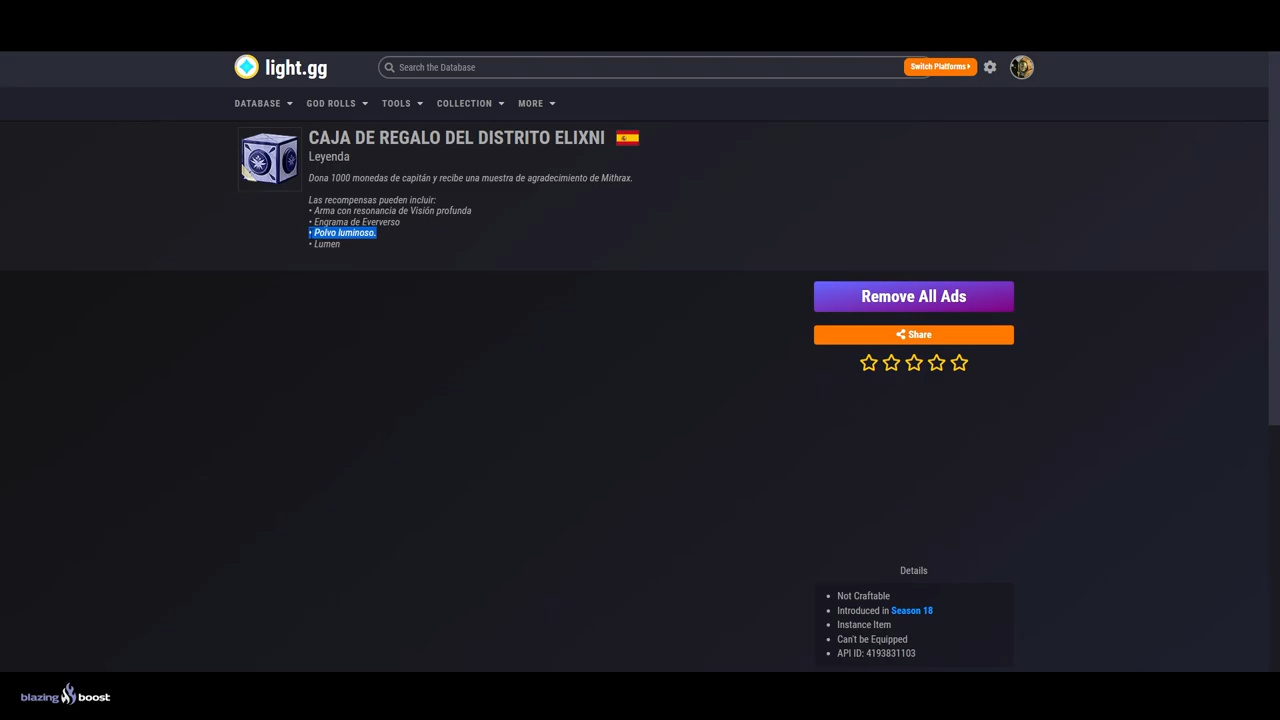 light.gg
Search the Database
Switch Platforms
DATABASE GOD ROLLS TOOLS COLLECTION MORE
CAJA DE REGALO DEL DISTRITO ELIXNI
Leyenda
Dona 1000 monedas de capitán y recibe una muestra de agradecimiento de Mithrax.
Las recompensas pueden incluir:
• Arma con resonancia de Visión profunda
• Engrama de Eververso
• Polvo luminoso.
• Lumen
Remove All Ads
Share
Details
• Not Craftable
• Introduced in Season 18
• Instance Item
• Can't be Equipped
• API ID: 4193831103
blazing boost